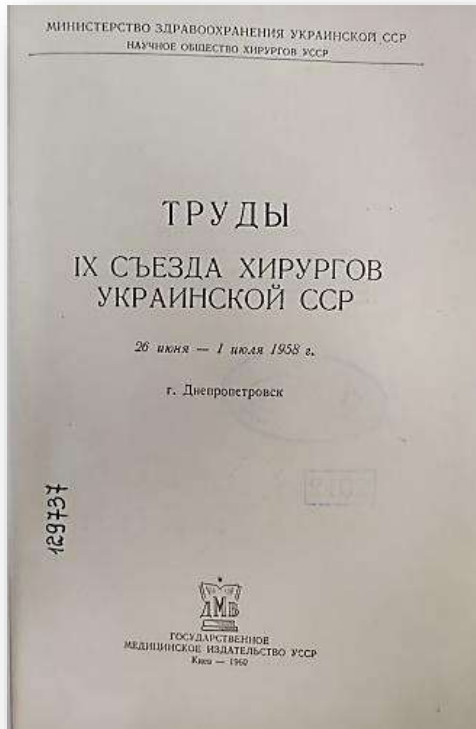 МИНИСТЕРСТВО ЗДРАВООХРАНЕНИЯ УКРАИНСКОЙ ССР
НАУЧНОЕ ОБЩЕСТВО ХИРУРГОВ УССР
ТРУДЫ
IX СЪЕЗДА ХИРУРГОВ
УКРАИНСКОЙ ССР
26 июня — 1 июля 1958 г.
г. Днепропетровск
129737
ДМВ
ГОСУДАРСТВЕННОЕ
МЕДИЦИНСКОЕ ИЗДАТЕЛЬСТВО УССР
Киев — 1960